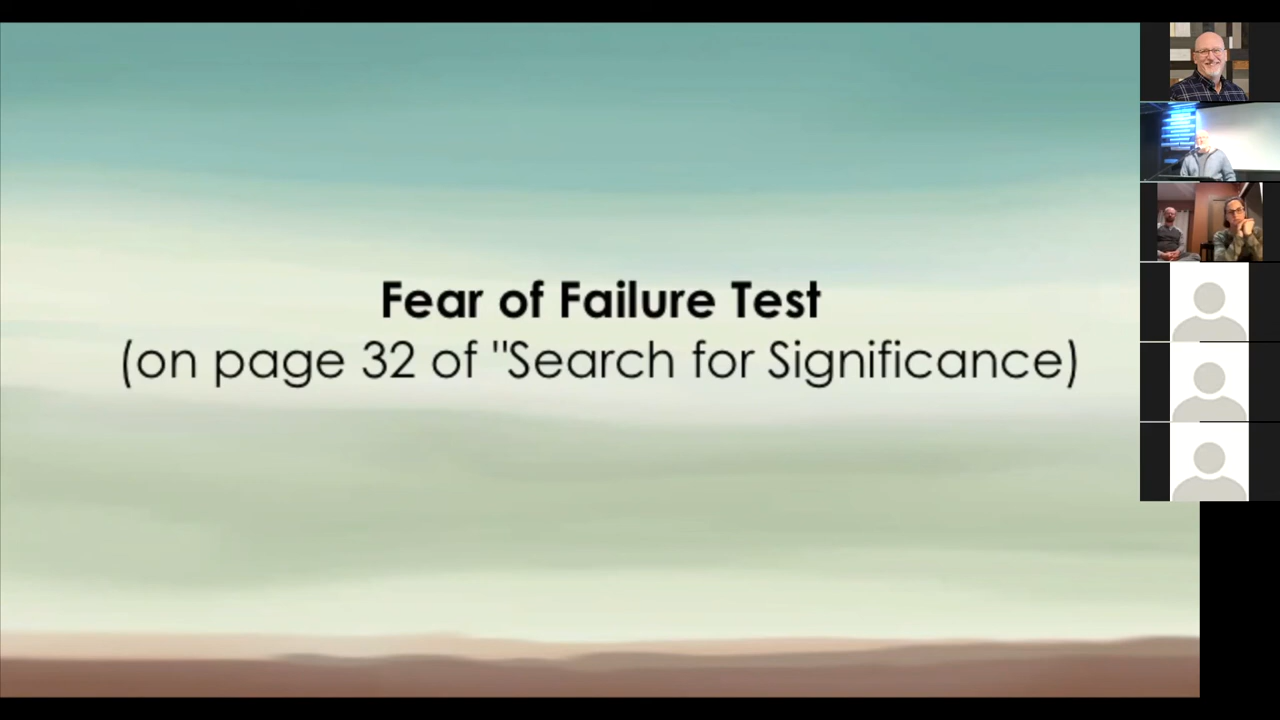 Fear of Failure Test
(on page 32 of "Search for Significance)